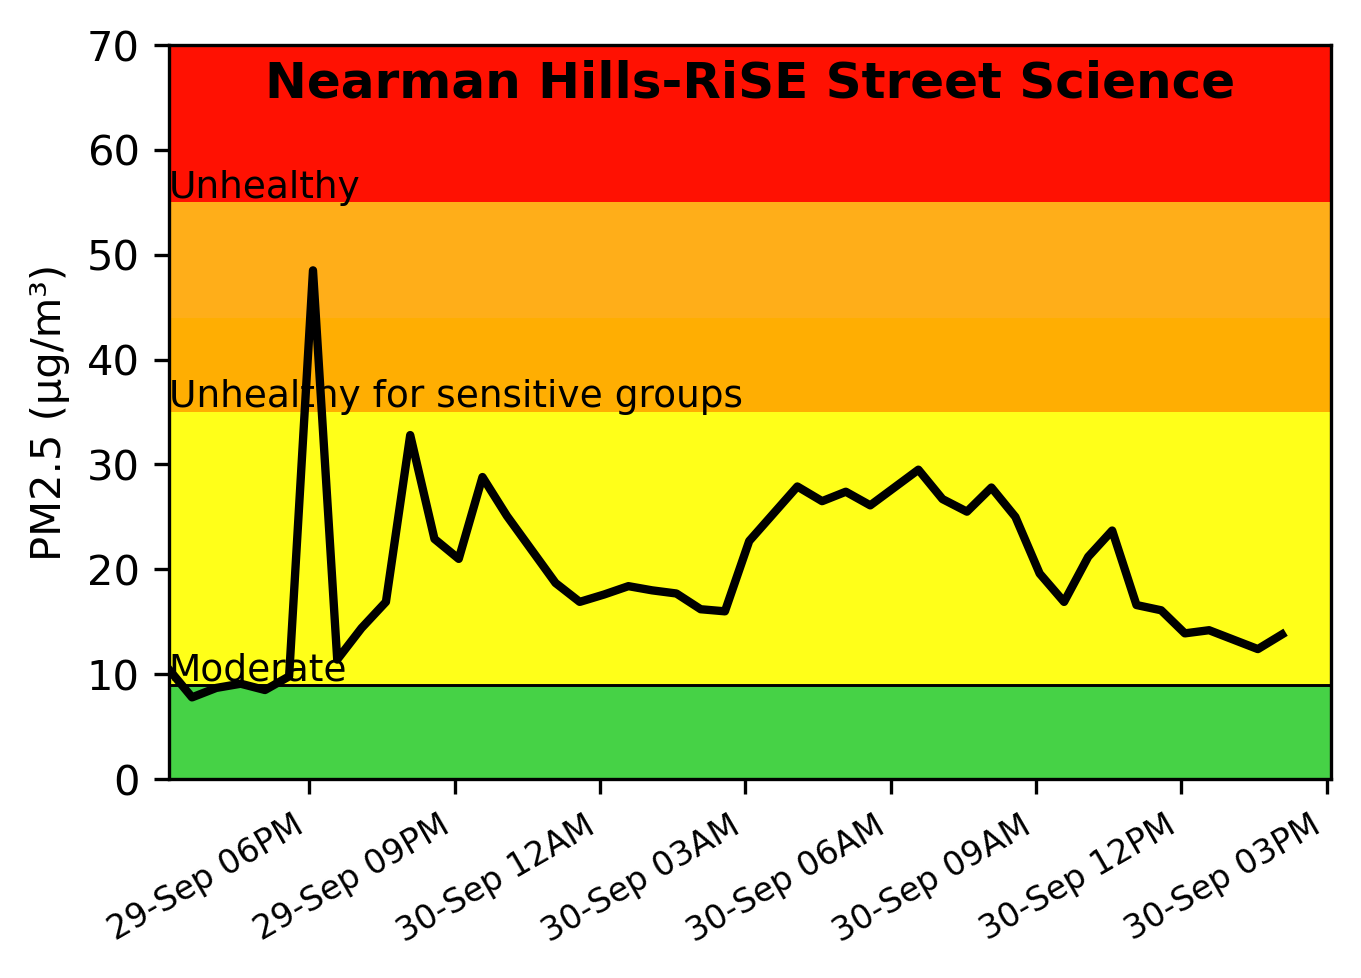 Nearman Hills-RiSE Street Science
70
60
50
40
30
20
10
0
PM2.5 (μg/m³)
Unhealthy
Unhealthy for sensitive groups
Moderate
29-Sep 06PM
29-Sep 09PM
30-Sep 12AM
30-Sep 03AM
30-Sep 06AM
30-Sep 09AM
30-Sep 12PM
30-Sep 03PM